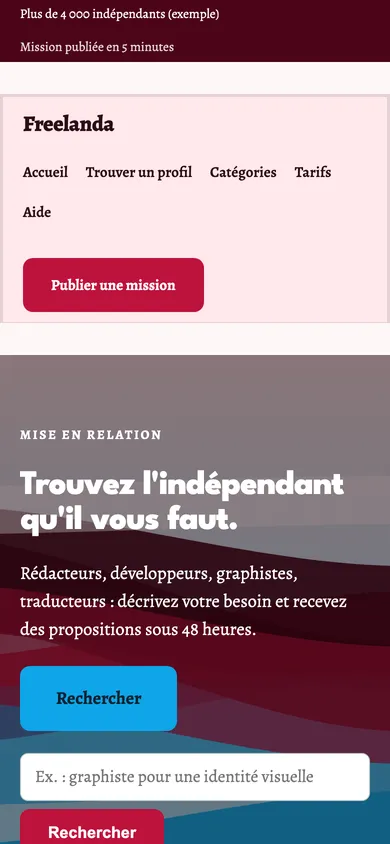 Plus de 4 000 indépendants (exemple)
Mission publiée en 5 minutes
Freelanda
Accueil Trouver un profil Catégories Tarifs
Aide
Publier une mission
MISE EN RELATION
Trouvez l'indépendant
qu'il vous faut.
Rédacteurs, développeurs, graphistes,
traducteurs : décrivez votre besoin et recevez
des propositions sous 48 heures.
Rechercher
Ex. : graphiste pour une identité visuelle
Rechercher